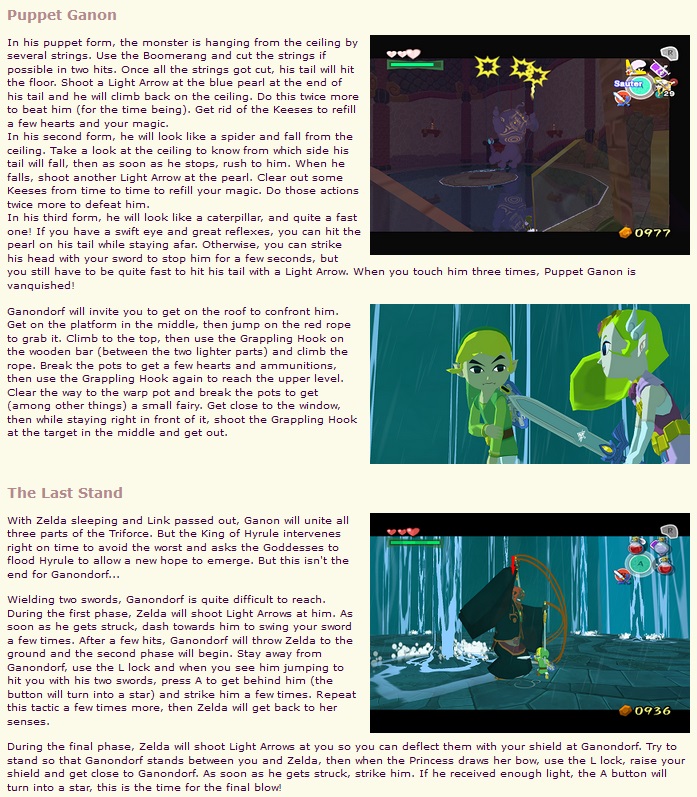 Puppet Ganon
In his puppet form, the monster is hanging from the ceiling by
several strings. Use the Boomerang and cut the strings if
possible in two hits. Once all the strings got cut, his tail will hit
the floor. Shoot a Light Arrow at the blue pearl at the end of
his tail and he will climb back on the ceiling. Do this twice more
to beat him (for the time being). Get rid of the Keeses to refill
a few hearts and your magic.
In his second form, he will look like a spider and fall from the
ceiling. Take a look at the ceiling to know from which side his
tail will fall, then as soon as he stops, rush to him. When he
falls, shoot another Light Arrow at the pearl. Clear out some
Keeses from time to time to refill your magic. Do those actions
twice more to defeat him.
In his third form, he will look like a caterpillar, and quite a fast
one! If you have a swift eye and great reflexes, you can hit the
pearl on his tail while staying afar. Otherwise, you can strike
his head with your sword to stop him for a few seconds, but
you still have to be quite fast to hit his tail with a Light Arrow. When you touch him three times, Puppet Ganon is
vanquished!
R
Sauter
29
0977
Ganondorf will invite you to get on the roof to confront him.
Get on the platform in the middle, then jump on the red rope
to grab it. Climb to the top, then use the Grappling Hook on
the wooden bar (between the two lighter parts) and climb the
rope. Break the pots to get a few hearts and ammunitions,
then use the Grappling Hook again to reach the upper level.
Clear the way to the warp pot and break the pots to get
(among other things) a small fairy. Get close to the window,
then while staying right in front of it, shoot the Grappling Hook
at the target in the middle and get out.
The Last Stand
With Zelda sleeping and Link passed out, Ganon will unite all
three parts of the Triforce. But the King of Hyrule intervenes
right on time to avoid the worst and asks the Goddesses to
flood Hyrule to allow a new hope to emerge. But this isn't the
end for Ganondorf...
Wielding two swords, Ganondorf is quite difficult to reach.
During the first phase, Zelda will shoot Light Arrows at him. As
soon as he gets struck, dash towards him to swing your sword
a few times. After a few hits, Ganondorf will throw Zelda to the
ground and the second phase will begin. Stay away from
Ganondorf, use the L lock and when you see him jumping to
hit you with his two swords, press A to get behind him (the
button will turn into a star) and strike him a few times. Repeat
this tactic a few times more, then Zelda will get back to her
senses.
R
A
0936
During the final phase, Zelda will shoot Light Arrows at you so you can deflect them with your shield at Ganondorf. Try to
stand so that Ganondorf stands between you and Zelda, then when the Princess draws her bow, use the L lock, raise your
shield and get close to Ganondorf. As soon as he gets struck, strike him. If he received enough light, the A button will
turn into a star, this is the time for the final blow!